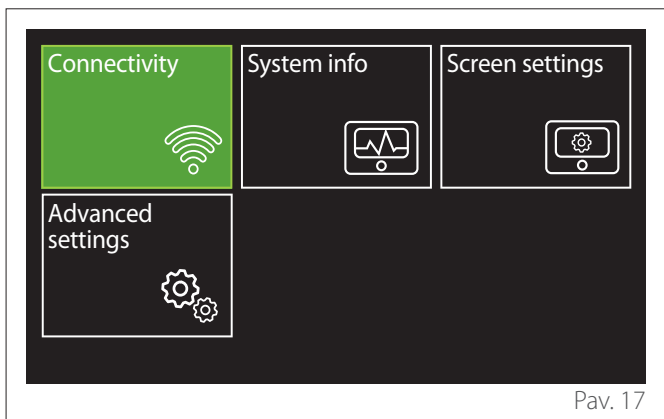 Connectivity
System info
Screen settings
Advanced
settings
Pav. 17